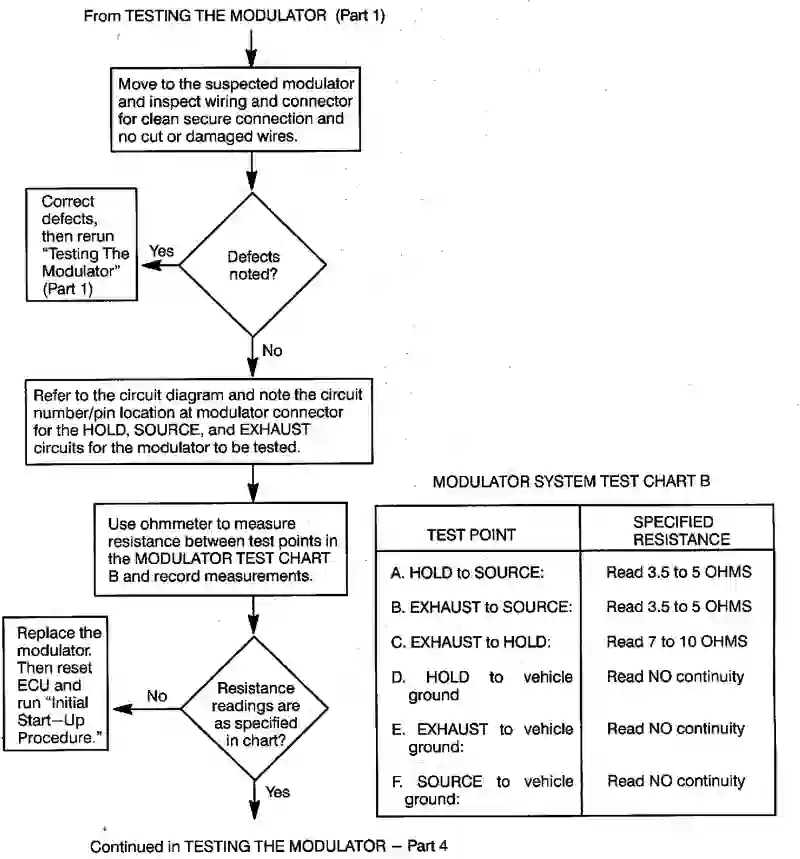 From TESTING THE MODULATOR (Part 1)
Move to the suspected modulator
and inspect wiring and connector
for clean secure connection and
no cut or damaged wires.
Correct
defects,
then rerun
"Testing The
Modulator"
(Part 1)
Yes
Defects
noted?
No
Refer to the circuit diagram and note the circuit
number/pin location at modulator connector
for the HOLD, SOURCE, and EXHAUST
circuits for the modulator to be tested.
Use ohmmeter to measure
resistance between test points in
the MODULATOR TEST CHART
B and record measurements.
Replace the
modulator.
Then reset
ECU and
run "Initial
Start–Up
Procedure."
No
Resistance
readings are
as specified
in chart?
Yes
Continued in TESTING THE MODULATOR – Part 4
MODULATOR SYSTEM TEST CHART B
TEST POINT
SPECIFIED
RESISTANCE
A. HOLD to SOURCE:
Read 3.5 to 5 OHMS
B. EXHAUST to SOURCE:
Read 3.5 to 5 OHMS
C. EXHAUST to HOLD:
Read 7 to 10 OHMS
D. HOLD to vehicle
ground
Read NO continuity
E. EXHAUST to vehicle
ground:
Read NO continuity
F. SOURCE to vehicle
ground:
Read NO continuity